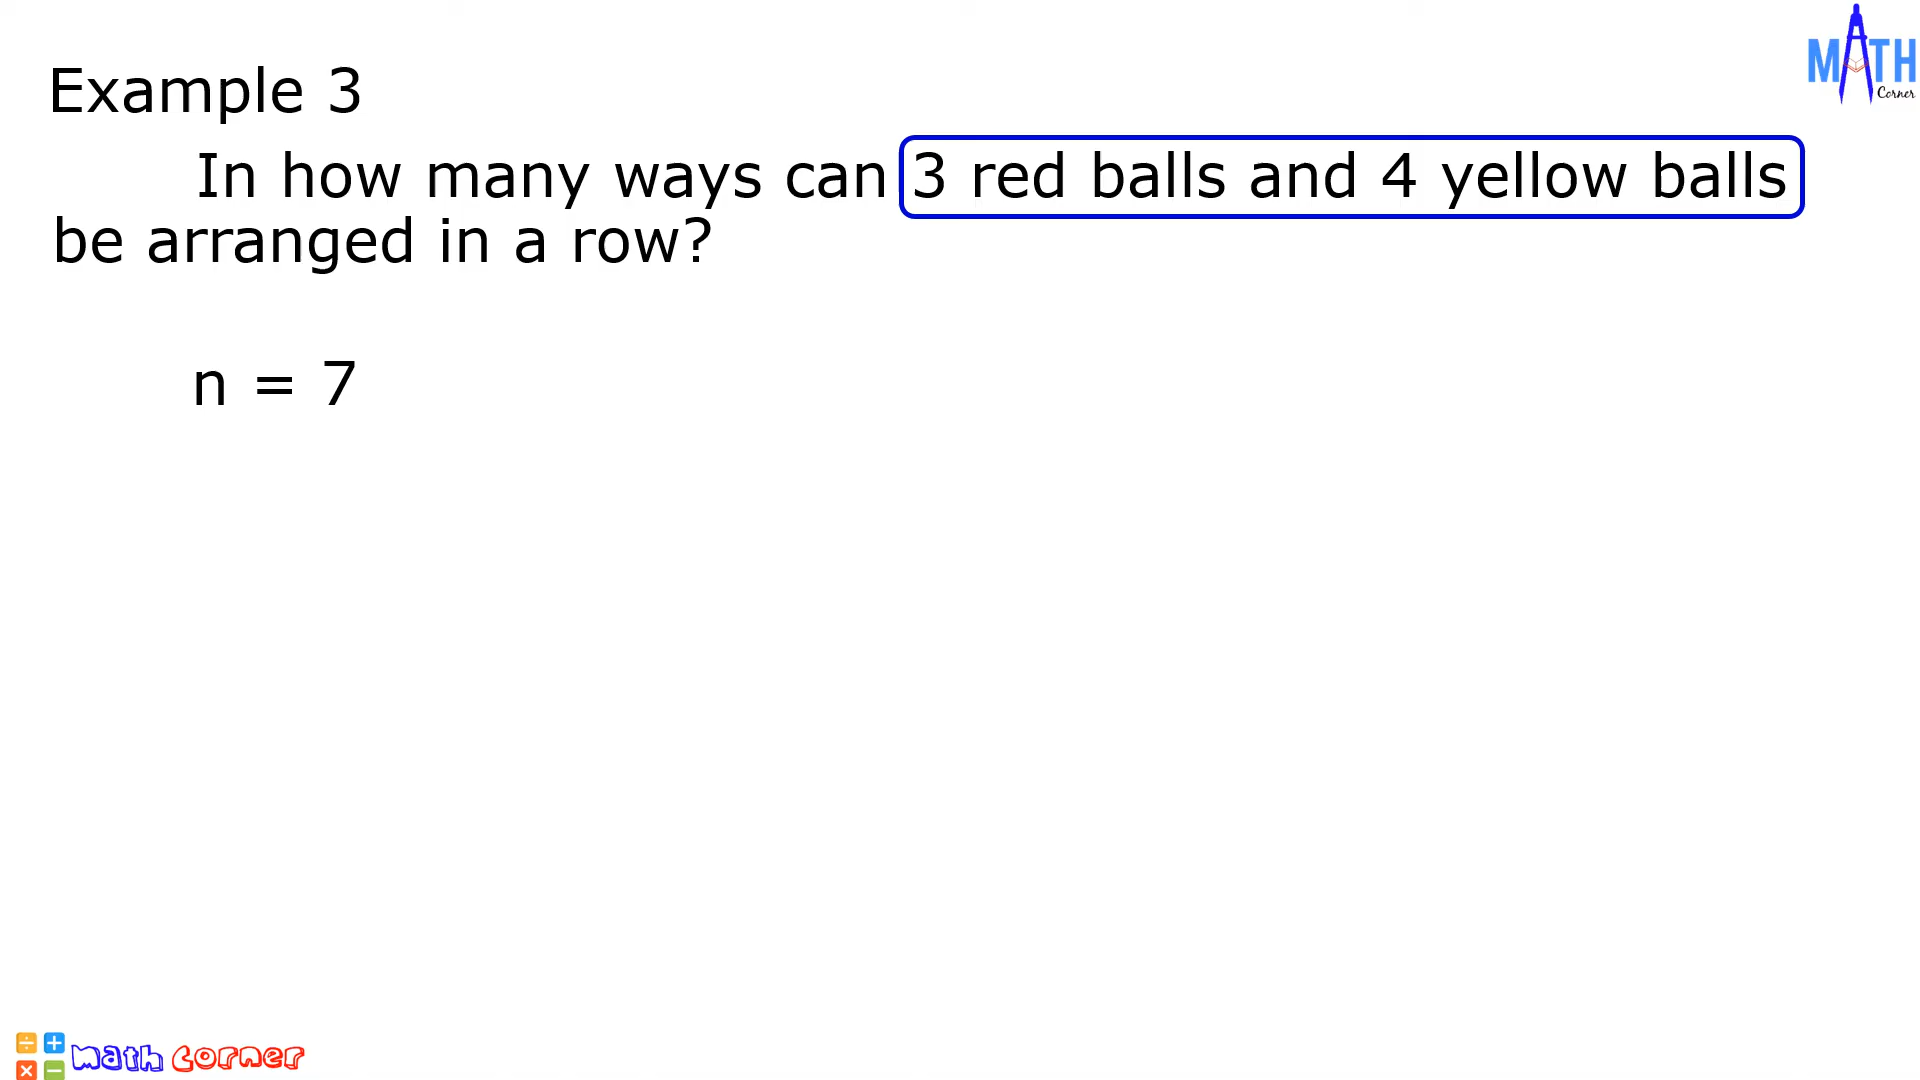 MATH
Corner
Example 3
In how many ways can 3 red balls and 4 yellow balls
be arranged in a row?
n = 7
math corner